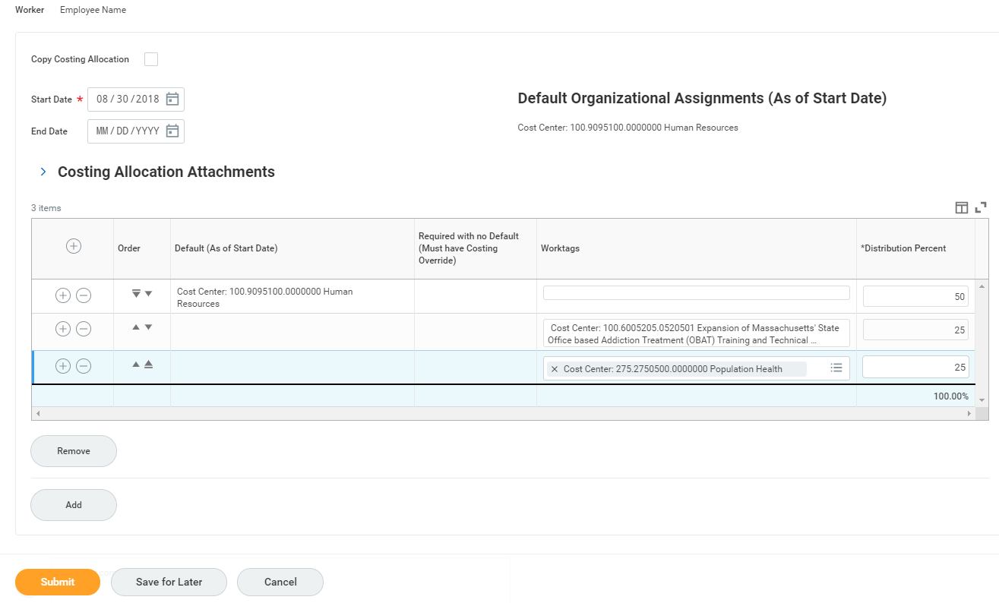 Worker Employee Name
Copy Costing Allocation
Start Date * 08 / 30 / 2018
End Date MM / DD / YYYY
Default Organizational Assignments (As of Start Date)
Cost Center: 100.9095100.0000000 Human Resources
Costing Allocation Attachments
3 items
Order
Default (As of Start Date)
Required with no Default
(Must have Costing
Override)
Worktags
*Distribution Percent
Cost Center: 100.9095100.0000000 Human
Resources
50
Cost Center: 100.6005205.0520501 Expansion of Massachusetts' State
Office based Addiction Treatment (OBAT) Training and Technical ...
25
Cost Center: 275.2750500.0000000 Population Health
25
100.00%
Remove
Add
Submit
Save for Later
Cancel